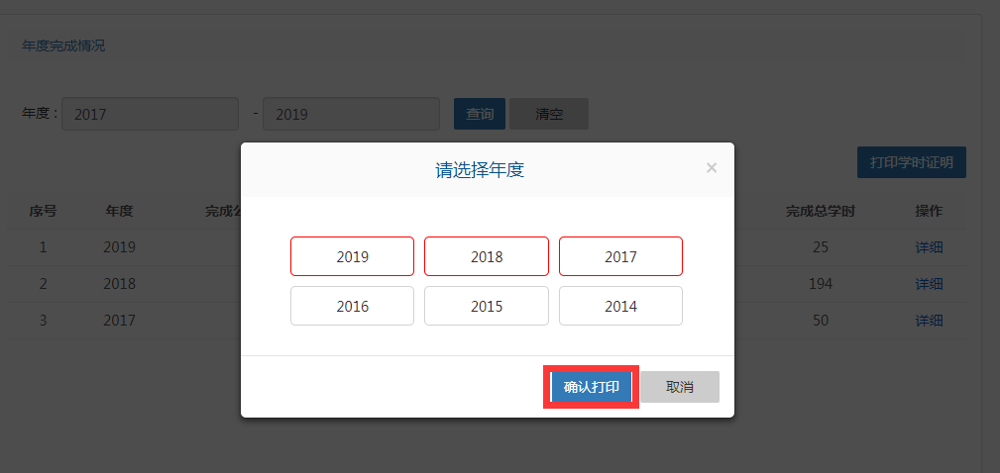 年度完成情况
年度 : 2017 - 2019 查询 清空
请选择年度 ×
打印学时证明
序号 年度 完成公 完成总学时 操作
1 2019 25 详细
2 2018 194 详细
3 2017 50 详细
2019 2018 2017
2016 2015 2014
确认打印 取消